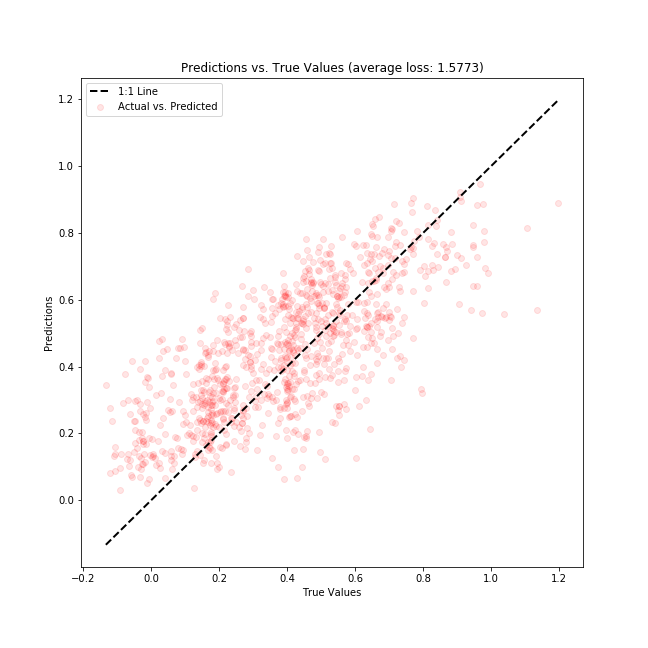 Predictions vs. True Values (average loss: 1.5773)
1:1 Line
Actual vs. Predicted
1.2
1.0
0.8
0.6
0.4
0.2
0.0
Predictions
−0.2 0.0 0.2 0.4 0.6 0.8 1.0 1.2
True Values